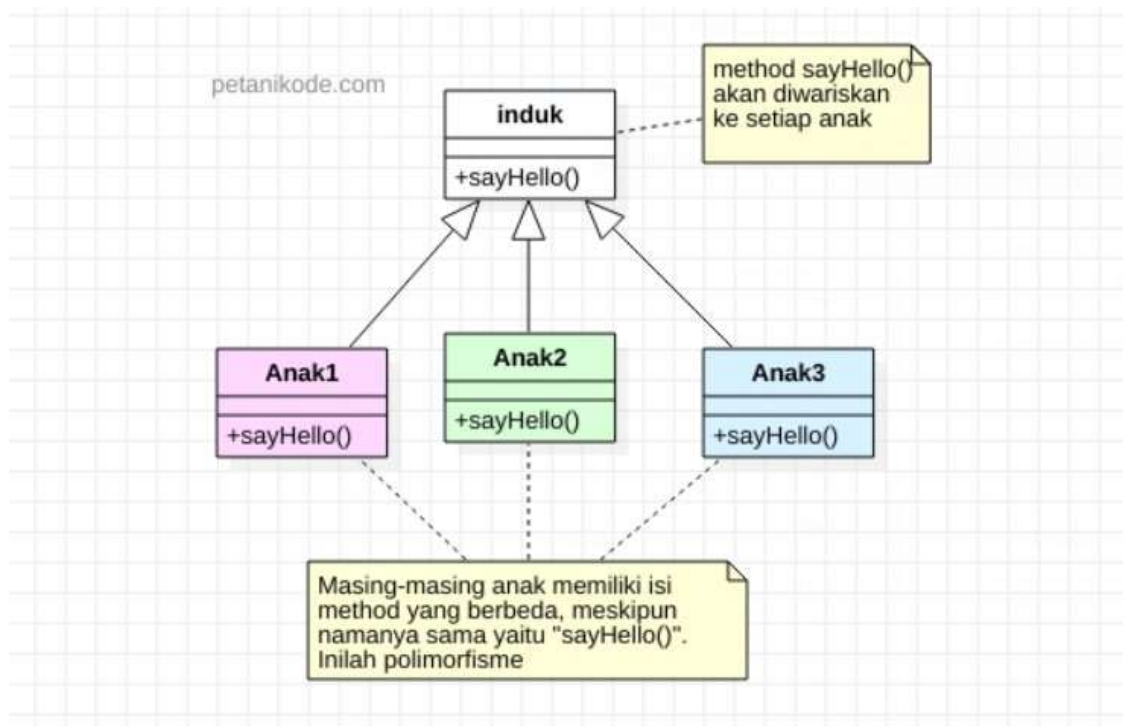 petanikode.com
method sayHello()
akan diwariskan
ke setiap anak
induk
+sayHello()
Anak1
+sayHello()
Anak2
+sayHello()
Anak3
+sayHello()
Masing-masing anak memiliki isi
method yang berbeda, meskipun
namanya sama yaitu "sayHello()".
Inilah polimorfisme